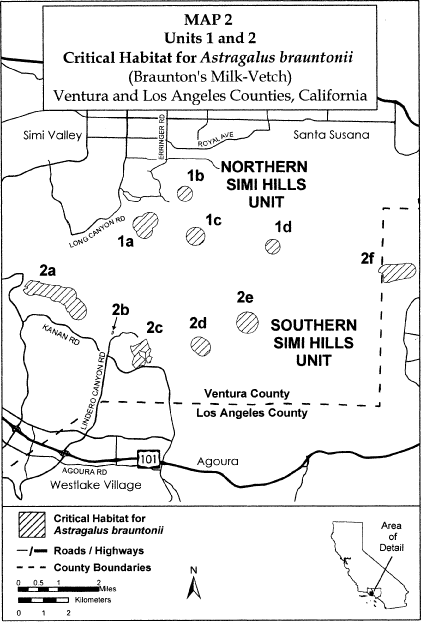 MAP 2
Units 1 and 2
Critical Habitat for Astragalus brauntonii
(Braunton's Milk-Vetch)
Ventura and Los Angeles Counties, California
Simi Valley
ERRINGER RD
ROYAL AVE
Santa Susana
NORTHERN
SIMI HILLS
UNIT
1b
LONG CANYON RD
1a
1c
1d
2f
2a
2b
2c
2d
2e
KANAN RD
LINDERO CANYON RD
SOUTHERN
SIMI HILLS
UNIT
Ventura County
Los Angeles County
101
Agoura
AGOURA RD
Westlake Village
Critical Habitat for
Astragalus brauntonii
Roads / Highways
County Boundaries
0 0.5 1 2
Miles
Kilometers
0 1 2
N
Area
of
Detail